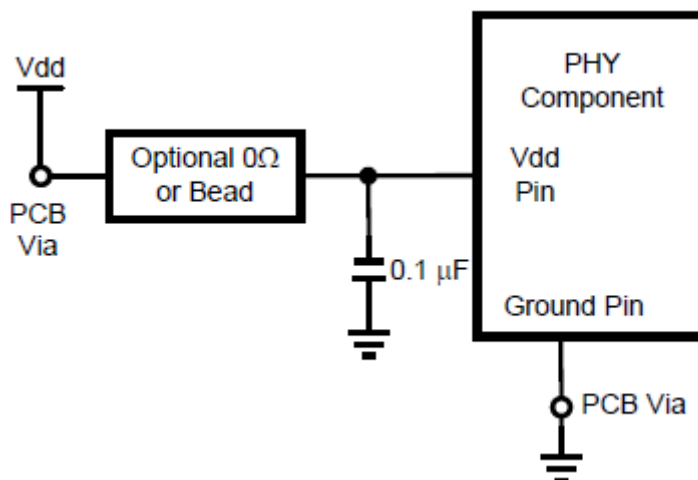 Vdd
PCB
Via
Optional 0Ω
or Bead
0.1 µF
PHY
Component
Vdd
Pin
Ground Pin
PCB Via